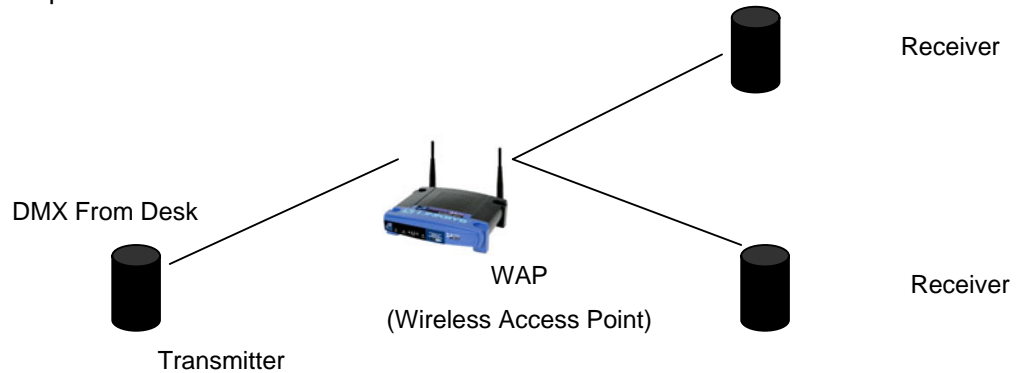 Receiver
DMX From Desk
WAP
Receiver
(Wireless Access Point)
Transmitter